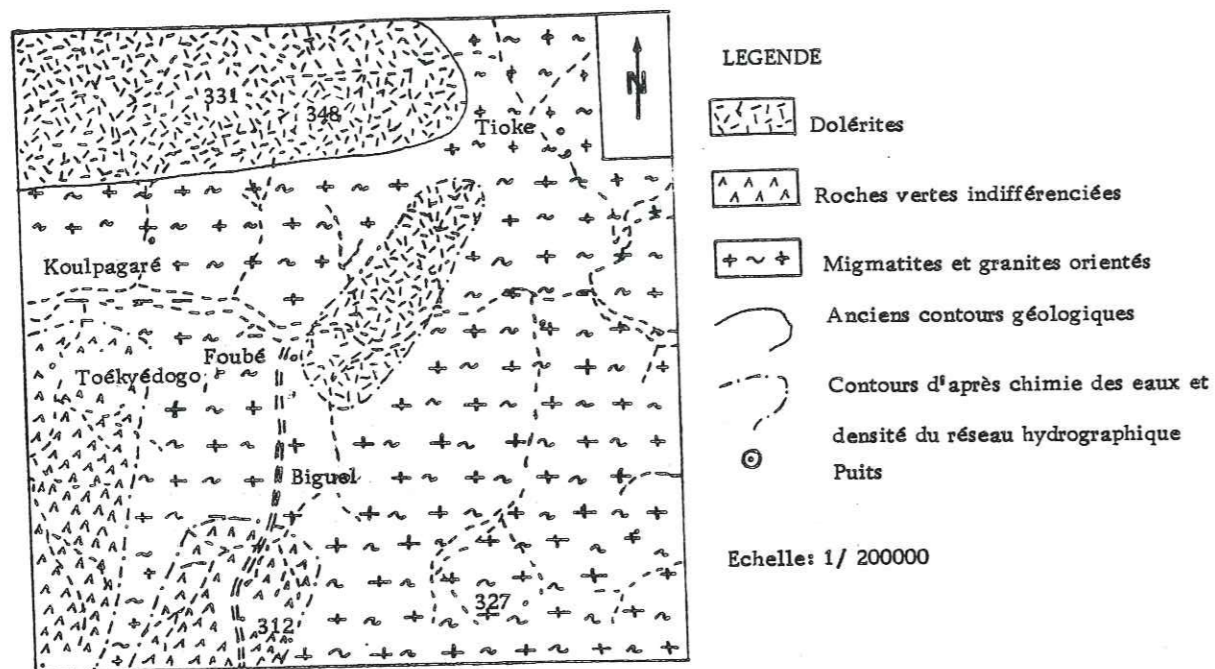 331
348
Tioke
N
Koulpagaré
Foubé
Toékyédogo
Biguel
327
312
LEGENDE
Dolérites
Roches vertes indifférenciées
Migmatites et granites orientés
Anciens contours géologiques
Contours d'après chimie des eaux et
densité du réseau hydrographique
Puits
Echelle: 1/ 200000